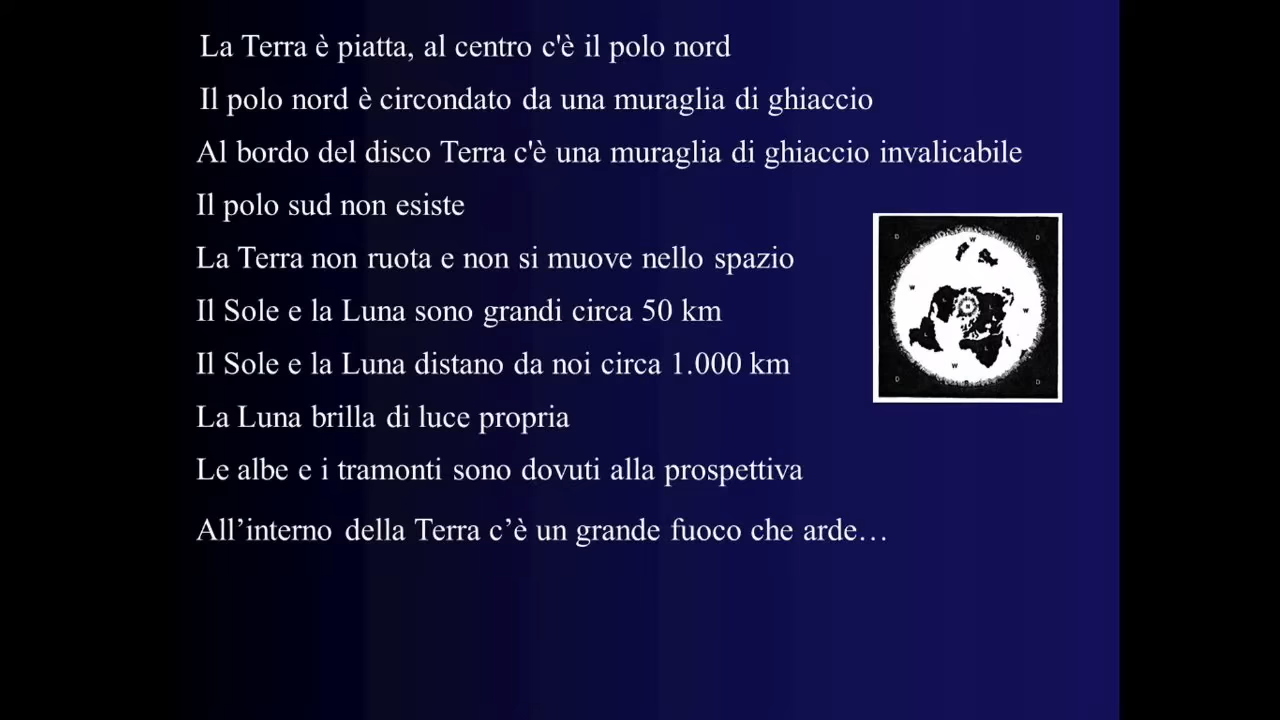 La Terra è piatta, al centro c'è il polo nord
Il polo nord è circondato da una muraglia di ghiaccio
Al bordo del disco Terra c'è una muraglia di ghiaccio invalicabile
Il polo sud non esiste
La Terra non ruota e non si muove nello spazio
Il Sole e la Luna sono grandi circa 50 km
Il Sole e la Luna distano da noi circa 1.000 km
La Luna brilla di luce propria
Le albe e i tramonti sono dovuti alla prospettiva
All’interno della Terra c’è un grande fuoco che arde…
D D
W
W
W
W
D D